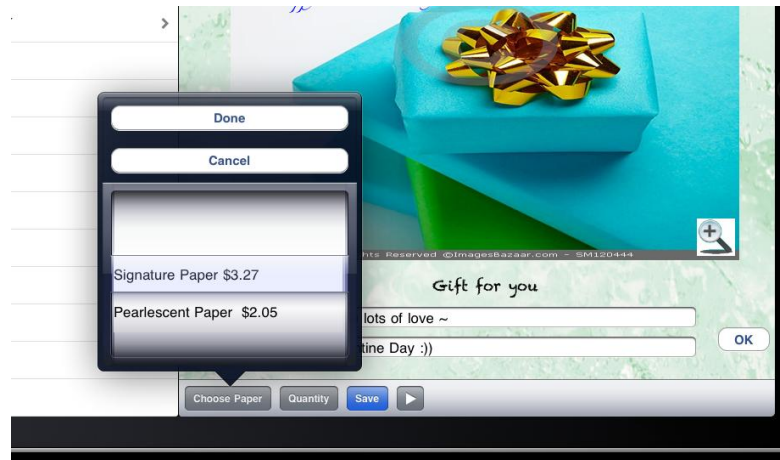 Done
Cancel
Signature Paper $3.27
Pearlescent Paper $2.05
hts Reserved ©ImagesBazaar.com - SM120444
Gift for you
lots of love ~
tine Day :))
OK
Choose Paper
Quantity
Save